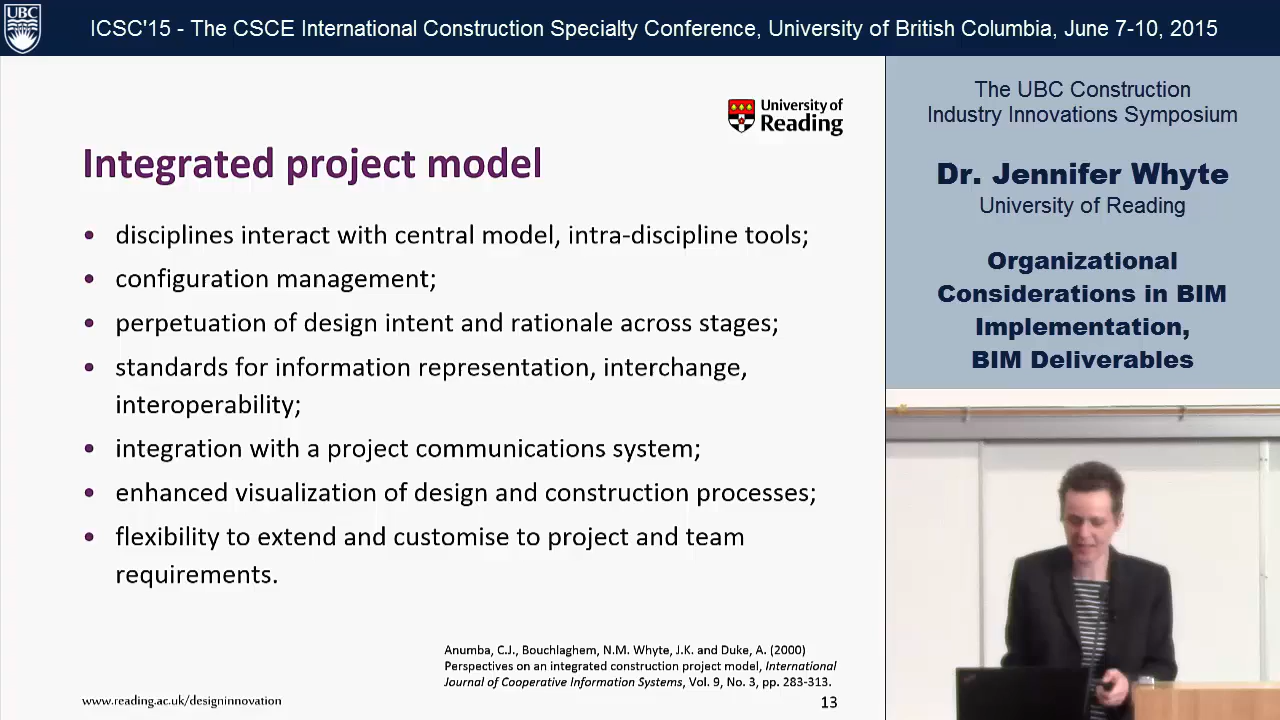 UBC
ICSC'15 - The CSCE International Construction Specialty Conference, University of British Columbia, June 7-10, 2015
University of
Reading
Integrated project model
• disciplines interact with central model, intra-discipline tools;
• configuration management;
• perpetuation of design intent and rationale across stages;
• standards for information representation, interchange,
interoperability;
• integration with a project communications system;
• enhanced visualization of design and construction processes;
• flexibility to extend and customise to project and team
requirements.
Anumba, C.J., Bouchlaghem, N.M. Whyte, J.K. and Duke, A. (2000)
Perspectives on an integrated construction project model, International
Journal of Cooperative Information Systems, Vol. 9, No. 3, pp. 283-313.
www.reading.ac.uk/designinnovation
13
The UBC Construction
Industry Innovations Symposium
Dr. Jennifer Whyte
University of Reading
Organizational
Considerations in BIM
Implementation,
BIM Deliverables